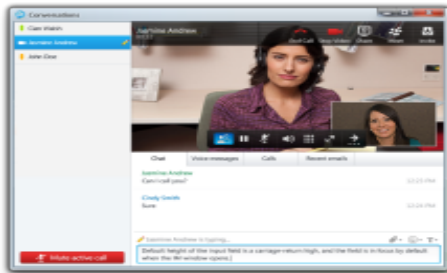 Conversations
Cian Walsh
Jasmine Andrew
John Doe
Jasmine Andrew
End Call
Stop Video
Share
More
Invite
Chat
Voice messages
Calls
Recent emails
Jasmine Andrew
Can I call you?
12:25 PM
Cindy Smith
Sure
12:25 PM
Jasmine Andrew is typing...
Default height of the input field is a carriage-return high, and the field is in focus by default
when the IM window opens.|
Mute active call